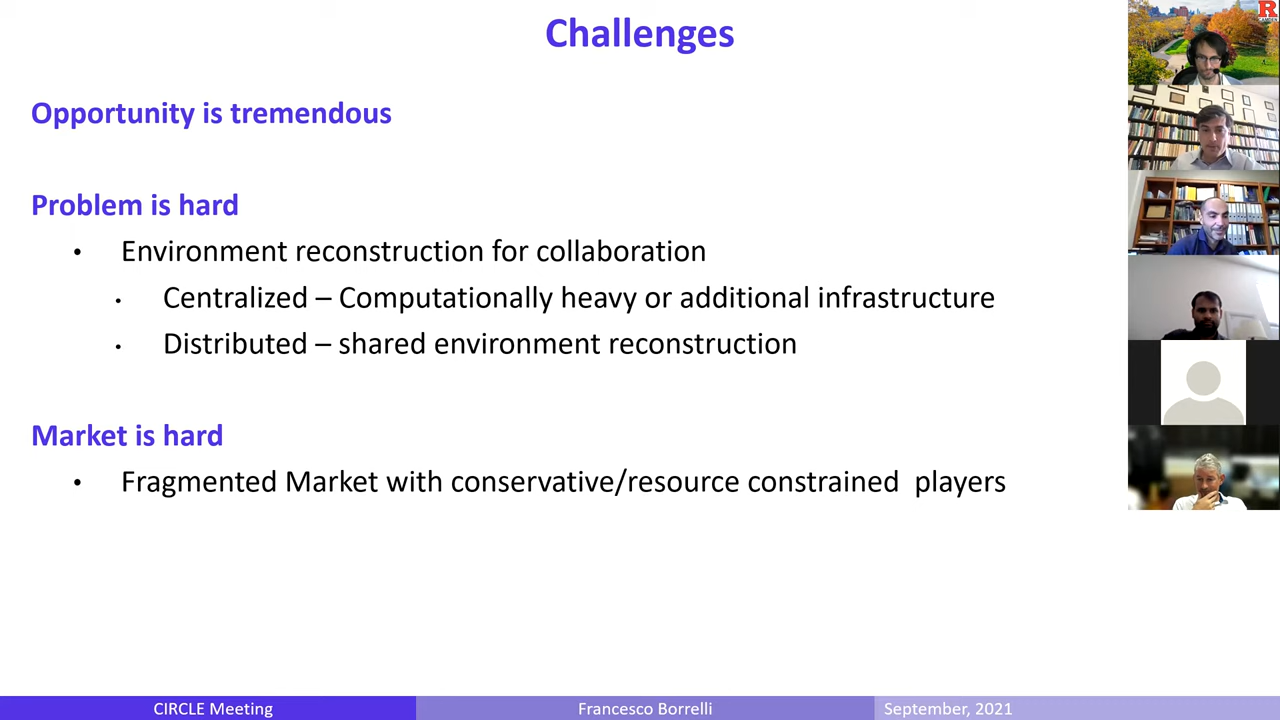 Challenges
Opportunity is tremendous
Problem is hard
• Environment reconstruction for collaboration
• Centralized – Computationally heavy or additional infrastructure
• Distributed – shared environment reconstruction
Market is hard
• Fragmented Market with conservative/resource constrained  players
CIRCLE Meeting
Francesco Borrelli
September, 2021
R